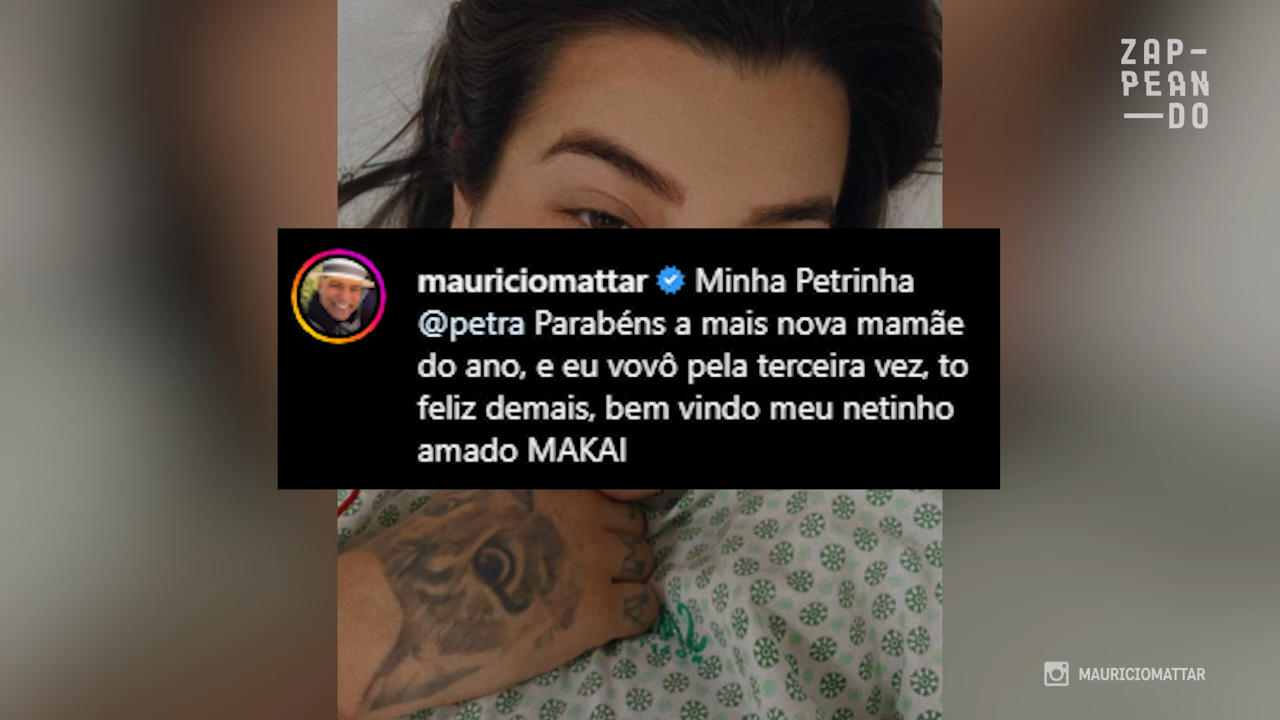 ZAP-
PEAN
—DO
mauriciomattar Minha Petrinha
@petra Parabéns a mais nova mamãe
do ano, e eu vovô pela terceira vez, to
feliz demais, bem vindo meu netinho
amado MAKAI
MAURICIOMATTAR